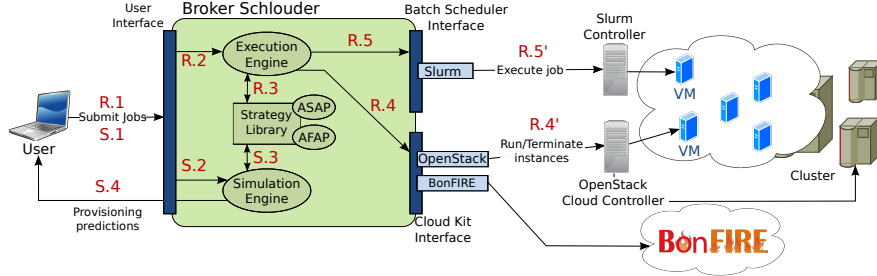 User
Interface
Broker Schlouder
Batch Scheduler
Interface
R.2
Execution
Engine
R.5
R.3
R.4
ASAP
Strategy
Library
AFAP
S.3
S.2
Simulation
Engine
R.1
Submit Jobs
S.1
User
S.4
Provisioning
predictions
Slurm
R.5'
Execute job
Slurm
Controller
VM
R.4'
Run/Terminate
instances
OpenStack
BonFIRE
Cloud Kit
Interface
VM
OpenStack
Cloud Controller
Cluster
BonFIRE